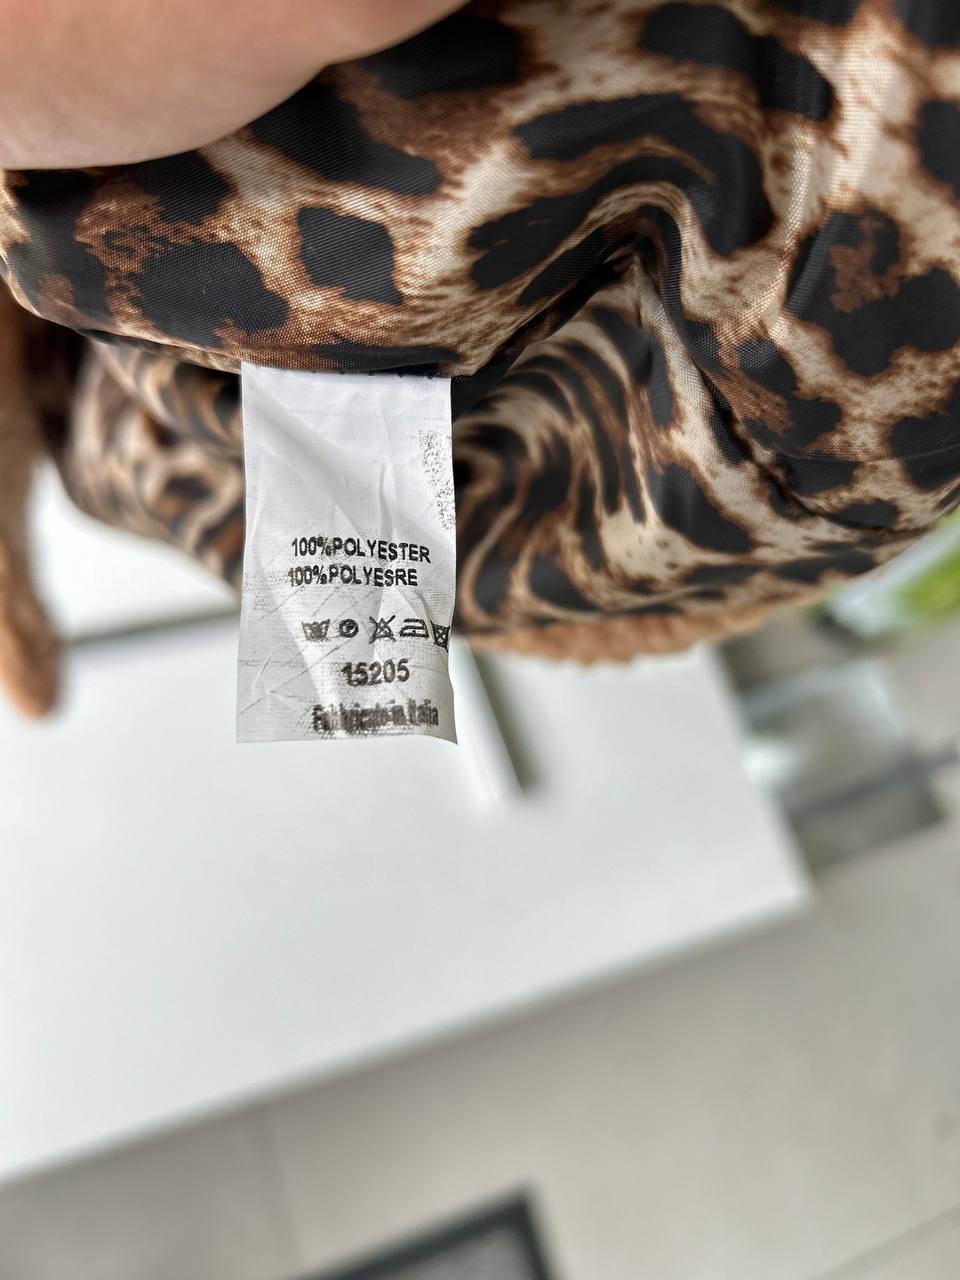 100%POLYESTER
100%POLYESRE
15205
Fabbricato in Italia